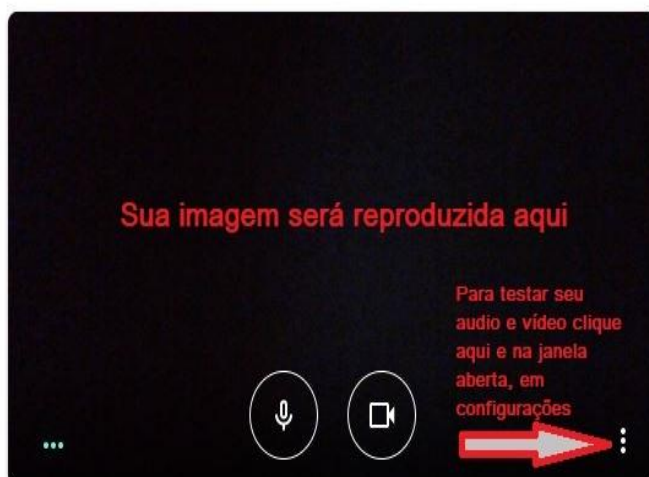 Sua imagem será reproduzida aqui
Para testar seu
audio e vídeo clique
aqui e na janela
aberta, em
configurações